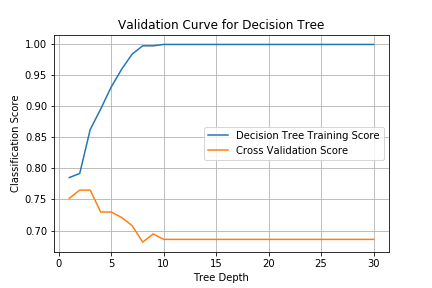 Validation Curve for Decision Tree
1.00
0.95
0.90
0.85
0.80
0.75
0.70
Classification Score
Decision Tree Training Score
Cross Validation Score
0 5 10 15 20 25 30
Tree Depth